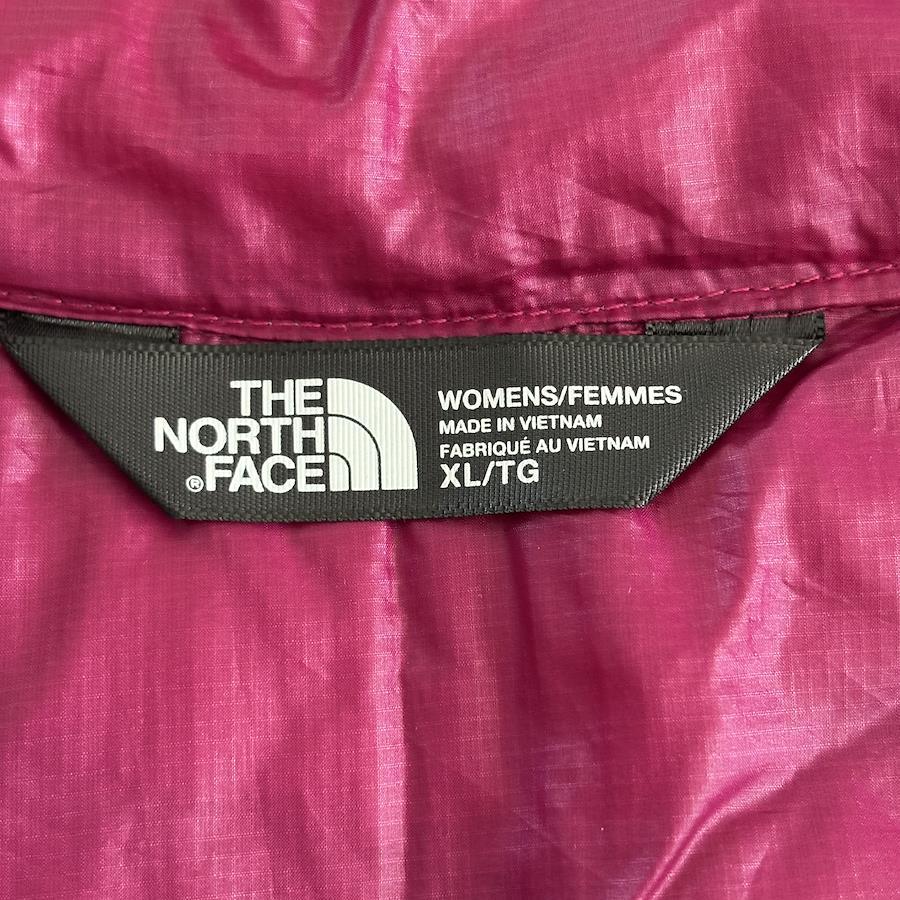 THE
NORTH
®FACE
WOMENS/FEMMES
MADE IN VIETNAM
FABRIQUÉ AU VIETNAM
XL/TG